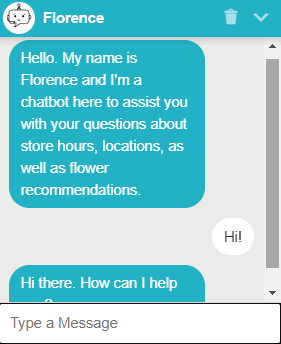 Florence
Hello. My name is
Florence and I'm a
chatbot here to assist you
with your questions about
store hours, locations, as
well as flower
recommendations.
Hi!
Hi there. How can I help
Type a Message